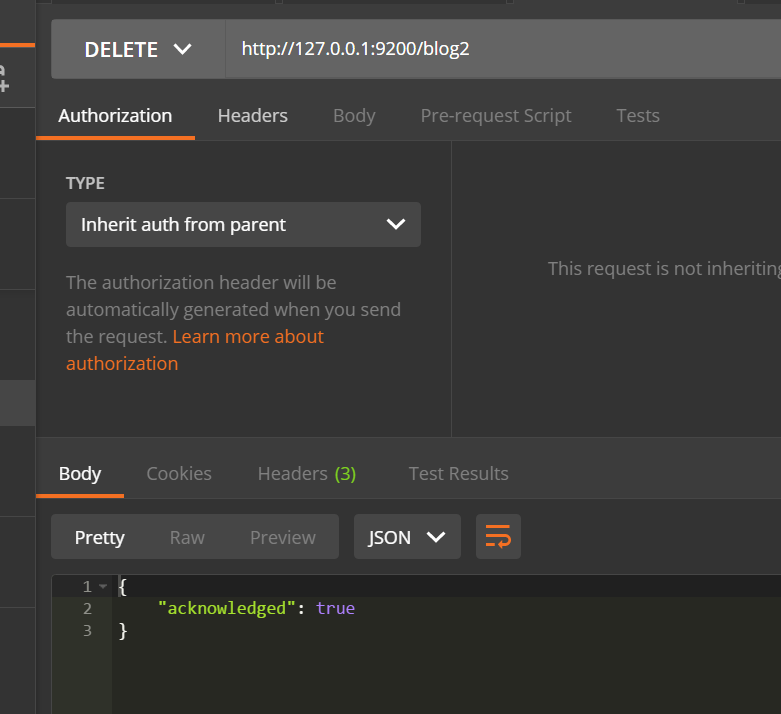 DELETE http://127.0.0.1:9200/blog2
Authorization Headers Body Pre-request Script Tests
TYPE
Inherit auth from parent
This request is not inheriting
The authorization header will be
automatically generated when you send
the request. Learn more about
authorization
Body Cookies Headers (3) Test Results
Pretty Raw Preview JSON
1 {
2 "acknowledged": true
3 }